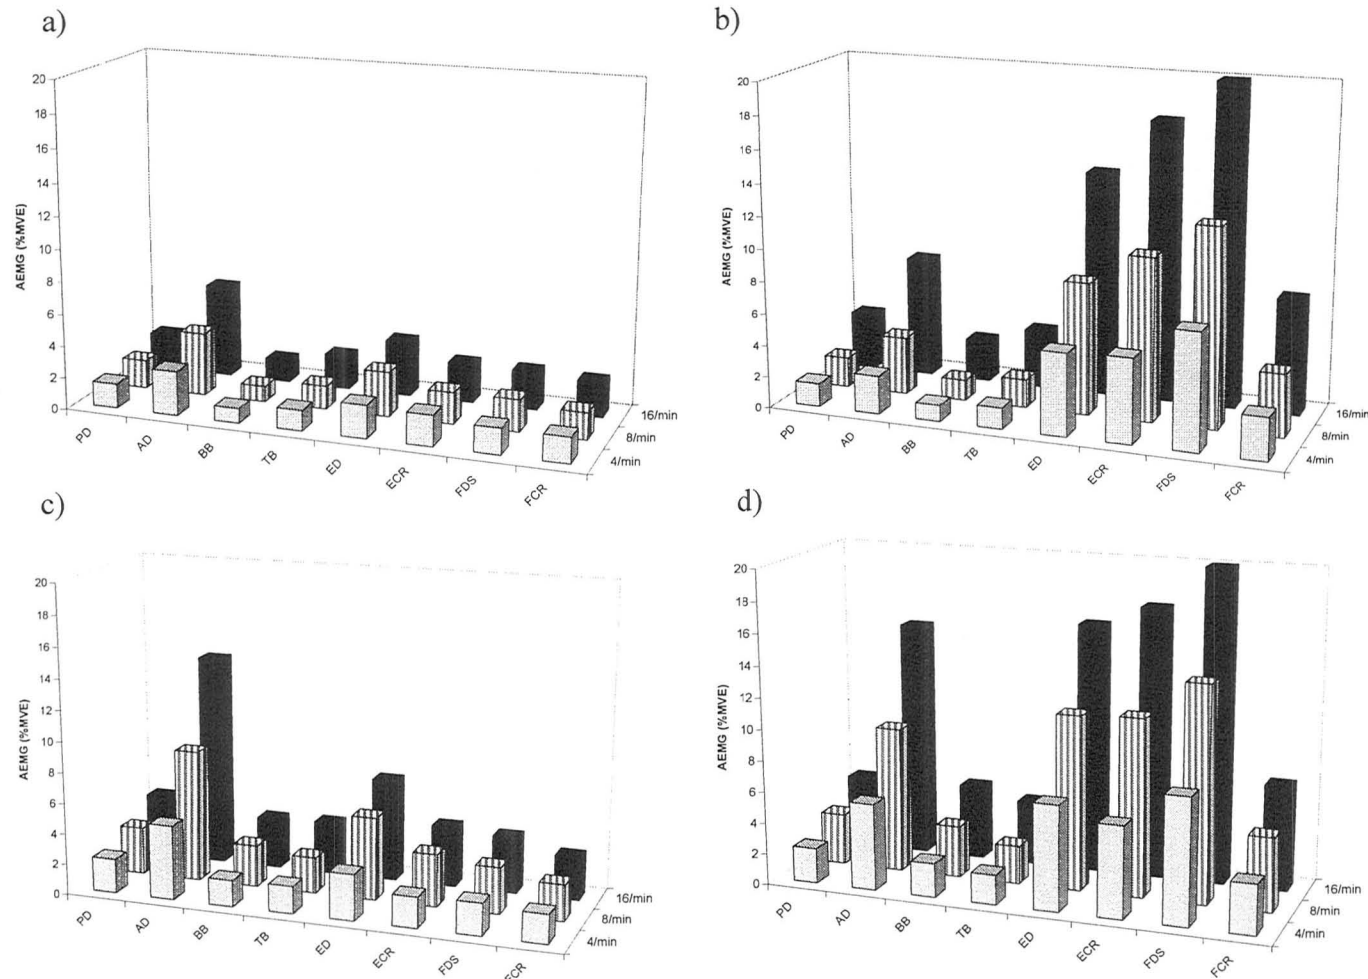 a)
20
18
16
14
12
10
8
6
4
2
0
AEMG (%MVE)
PD
AD
BB
TB
ED
ECR
FDS
FCR
16/min
8/min
4/min
b)
20
18
16
14
12
10
8
6
4
2
0
AEMG (%MVE)
PD
AD
BB
TB
ED
ECR
FDS
FCR
16/min
8/min
4/min
c)
20
18
16
14
12
10
8
6
4
2
0
AEMG (%MVE)
PD
AD
BB
TB
ED
ECR
FDS
FCR
16/min
8/min
4/min
d)
20
18
16
14
12
10
8
6
4
2
0
AEMG (%MVE)
PD
AD
BB
TB
ED
ECR
FDS
FCR
16/min
8/min
4/min